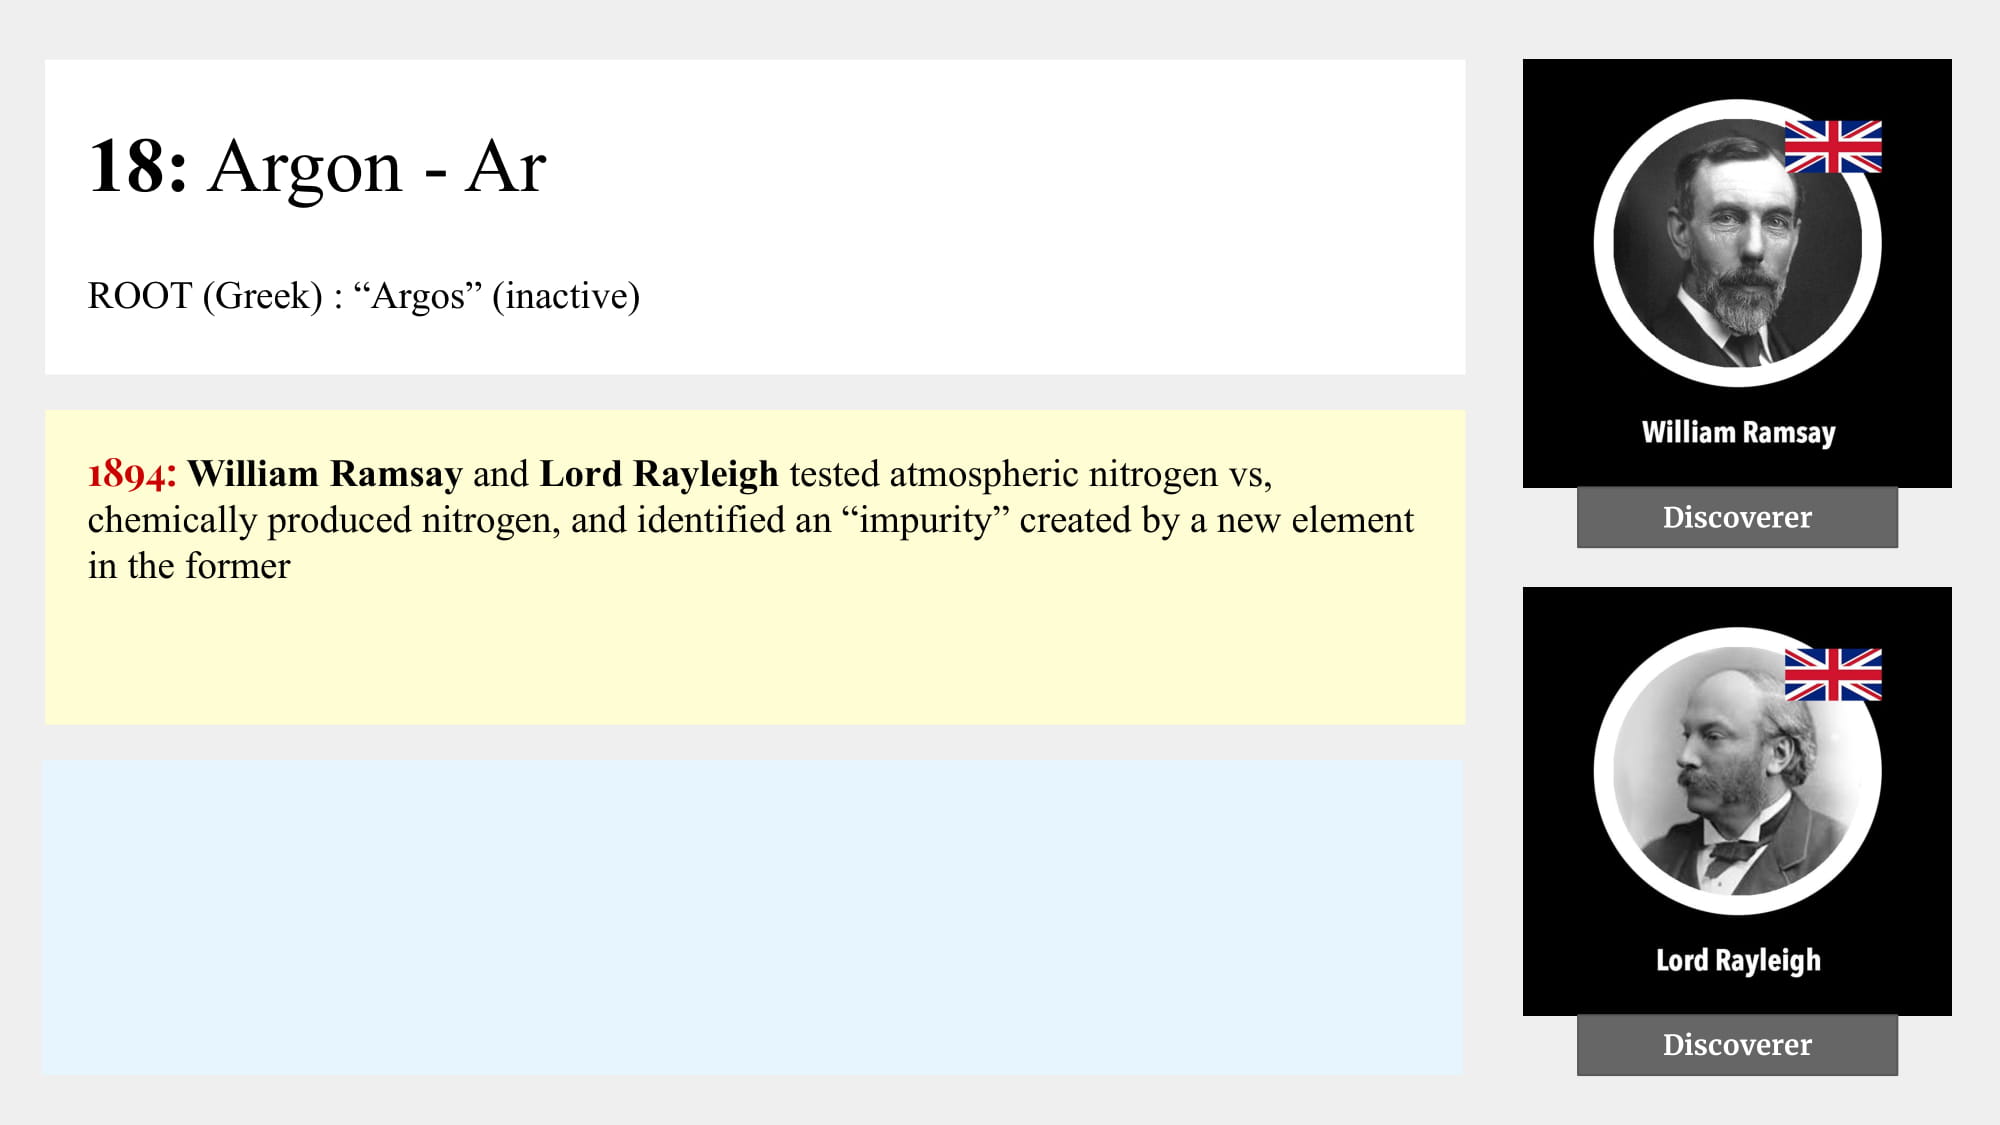 18: Argon - Ar
ROOT (Greek) : “Argos” (inactive)
1894: William Ramsay and Lord Rayleigh tested atmospheric nitrogen vs,
chemically produced nitrogen, and identified an “impurity” created by a new element
in the former
William Ramsay
Discoverer
Lord Rayleigh
Discoverer